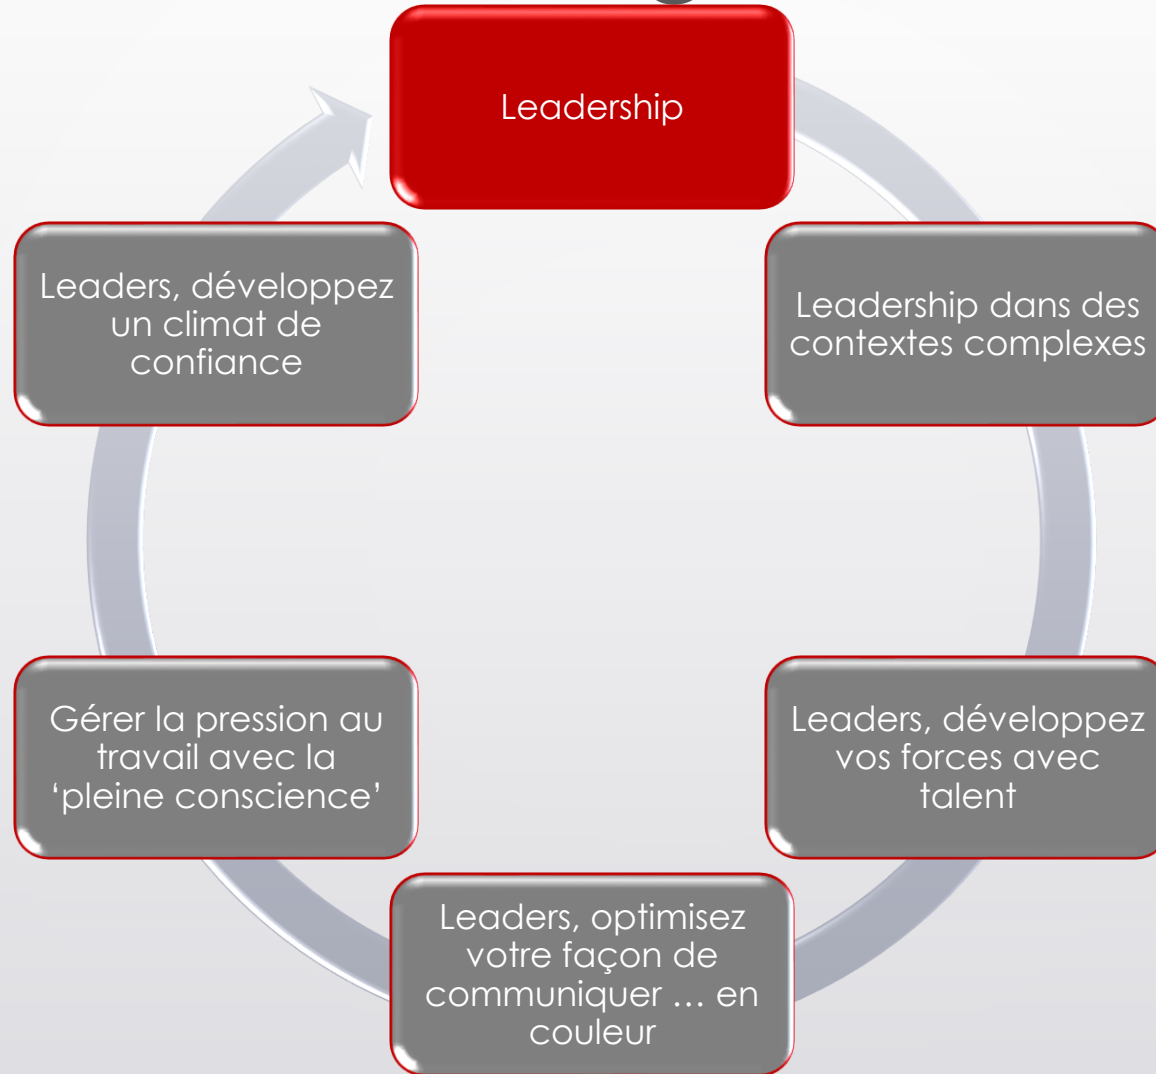 Leadership
Leadership dans des
contextes complexes
Leaders, développez
vos forces avec
talent
Leaders, optimisez
votre façon de
communiquer … en
couleur
Gérer la pression au
travail avec la
‘pleine conscience’
Leaders, développez
un climat de
confiance